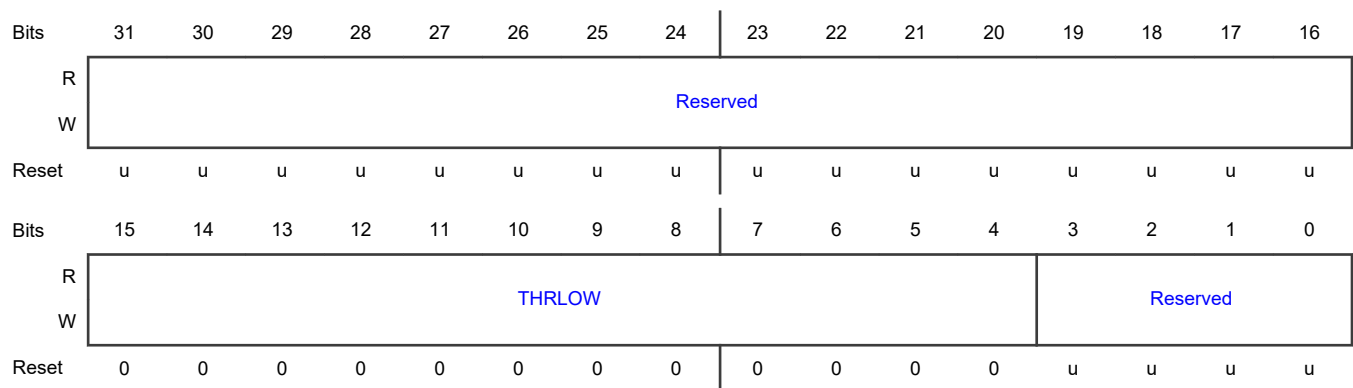 Bits 31 30 29 28 27 26 25 24 23 22 21 20 19 18 17 16
R
Reserved
W
Reset u u u u u u u u u u u u u u u u
Bits 15 14 13 12 11 10 9 8 7 6 5 4 3 2 1 0
R
THRLOW Reserved
W
Reset 0 0 0 0 0 0 0 0 0 0 0 0 u u u u